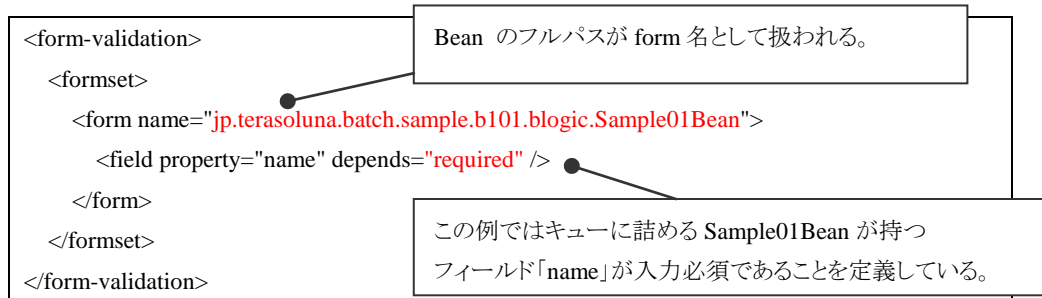 <form-validation>
Bean のフルパスが form 名として扱われる。
<formset>
<form name="jp.terasoluna.batch.sample.b101.blogic.Sample01Bean">
<field property="name" depends="required" />
</form>
この例ではキューに詰める Sample01Bean が持つ
フィールド「name」が入力必須であることを定義している。
</formset>
</form-validation>